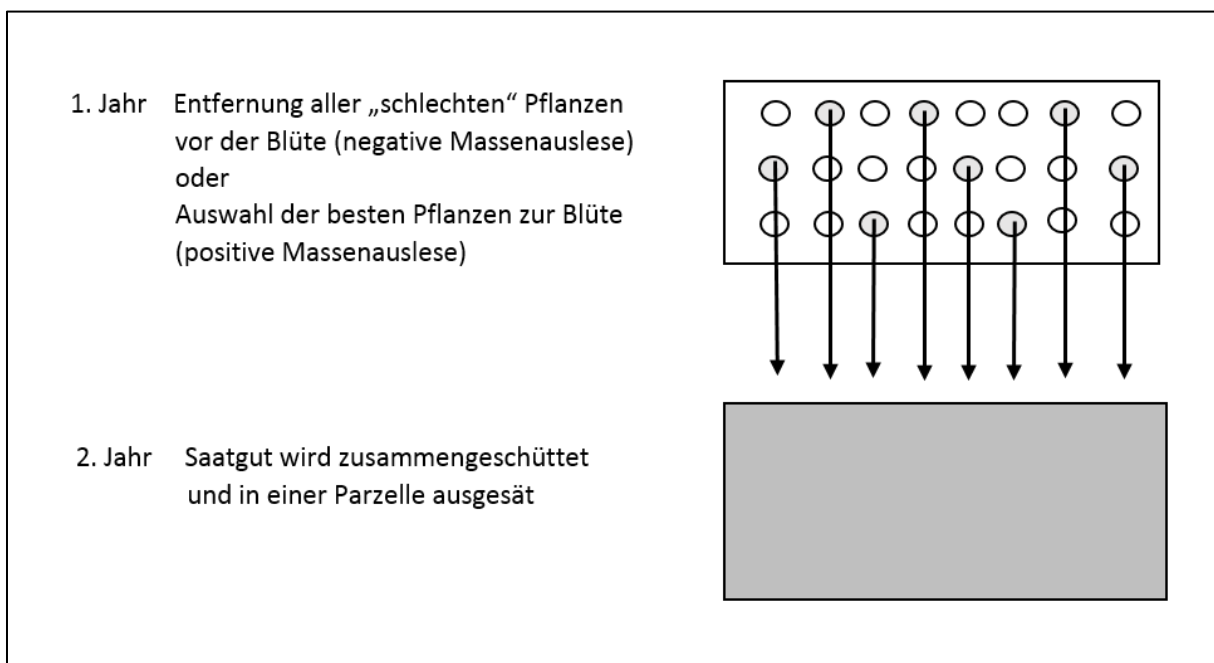 1. Jahr Entfernung aller „schlechten“ Pflanzen
vor der Blüte (negative Massenauslese)
oder
Auswahl der besten Pflanzen zur Blüte
(positive Massenauslese)
2. Jahr Saatgut wird zusammengeschüttet
und in einer Parzelle ausgesät